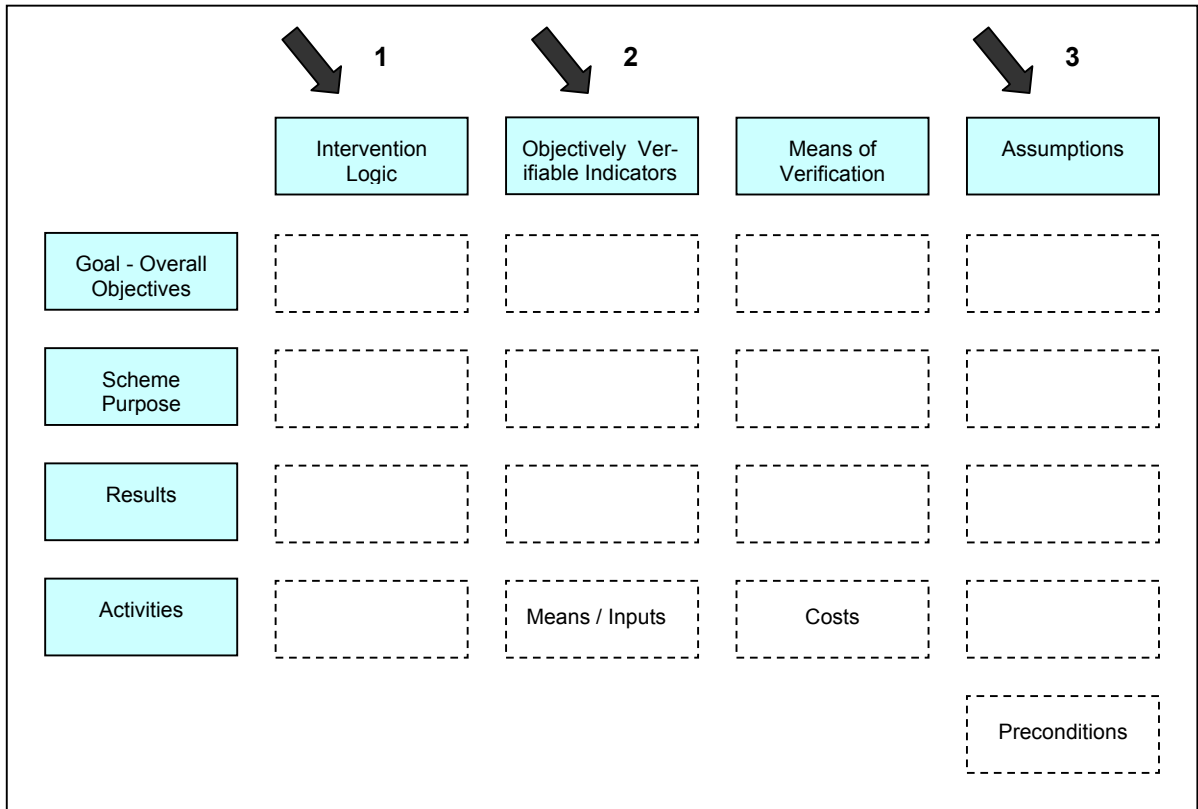 1
2
3
Intervention
Logic
Objectively Ver-
ifiable Indicators
Means of
Verification
Assumptions
Goal - Overall
Objectives
Scheme
Purpose
Results
Activities
Means / Inputs
Costs
Preconditions